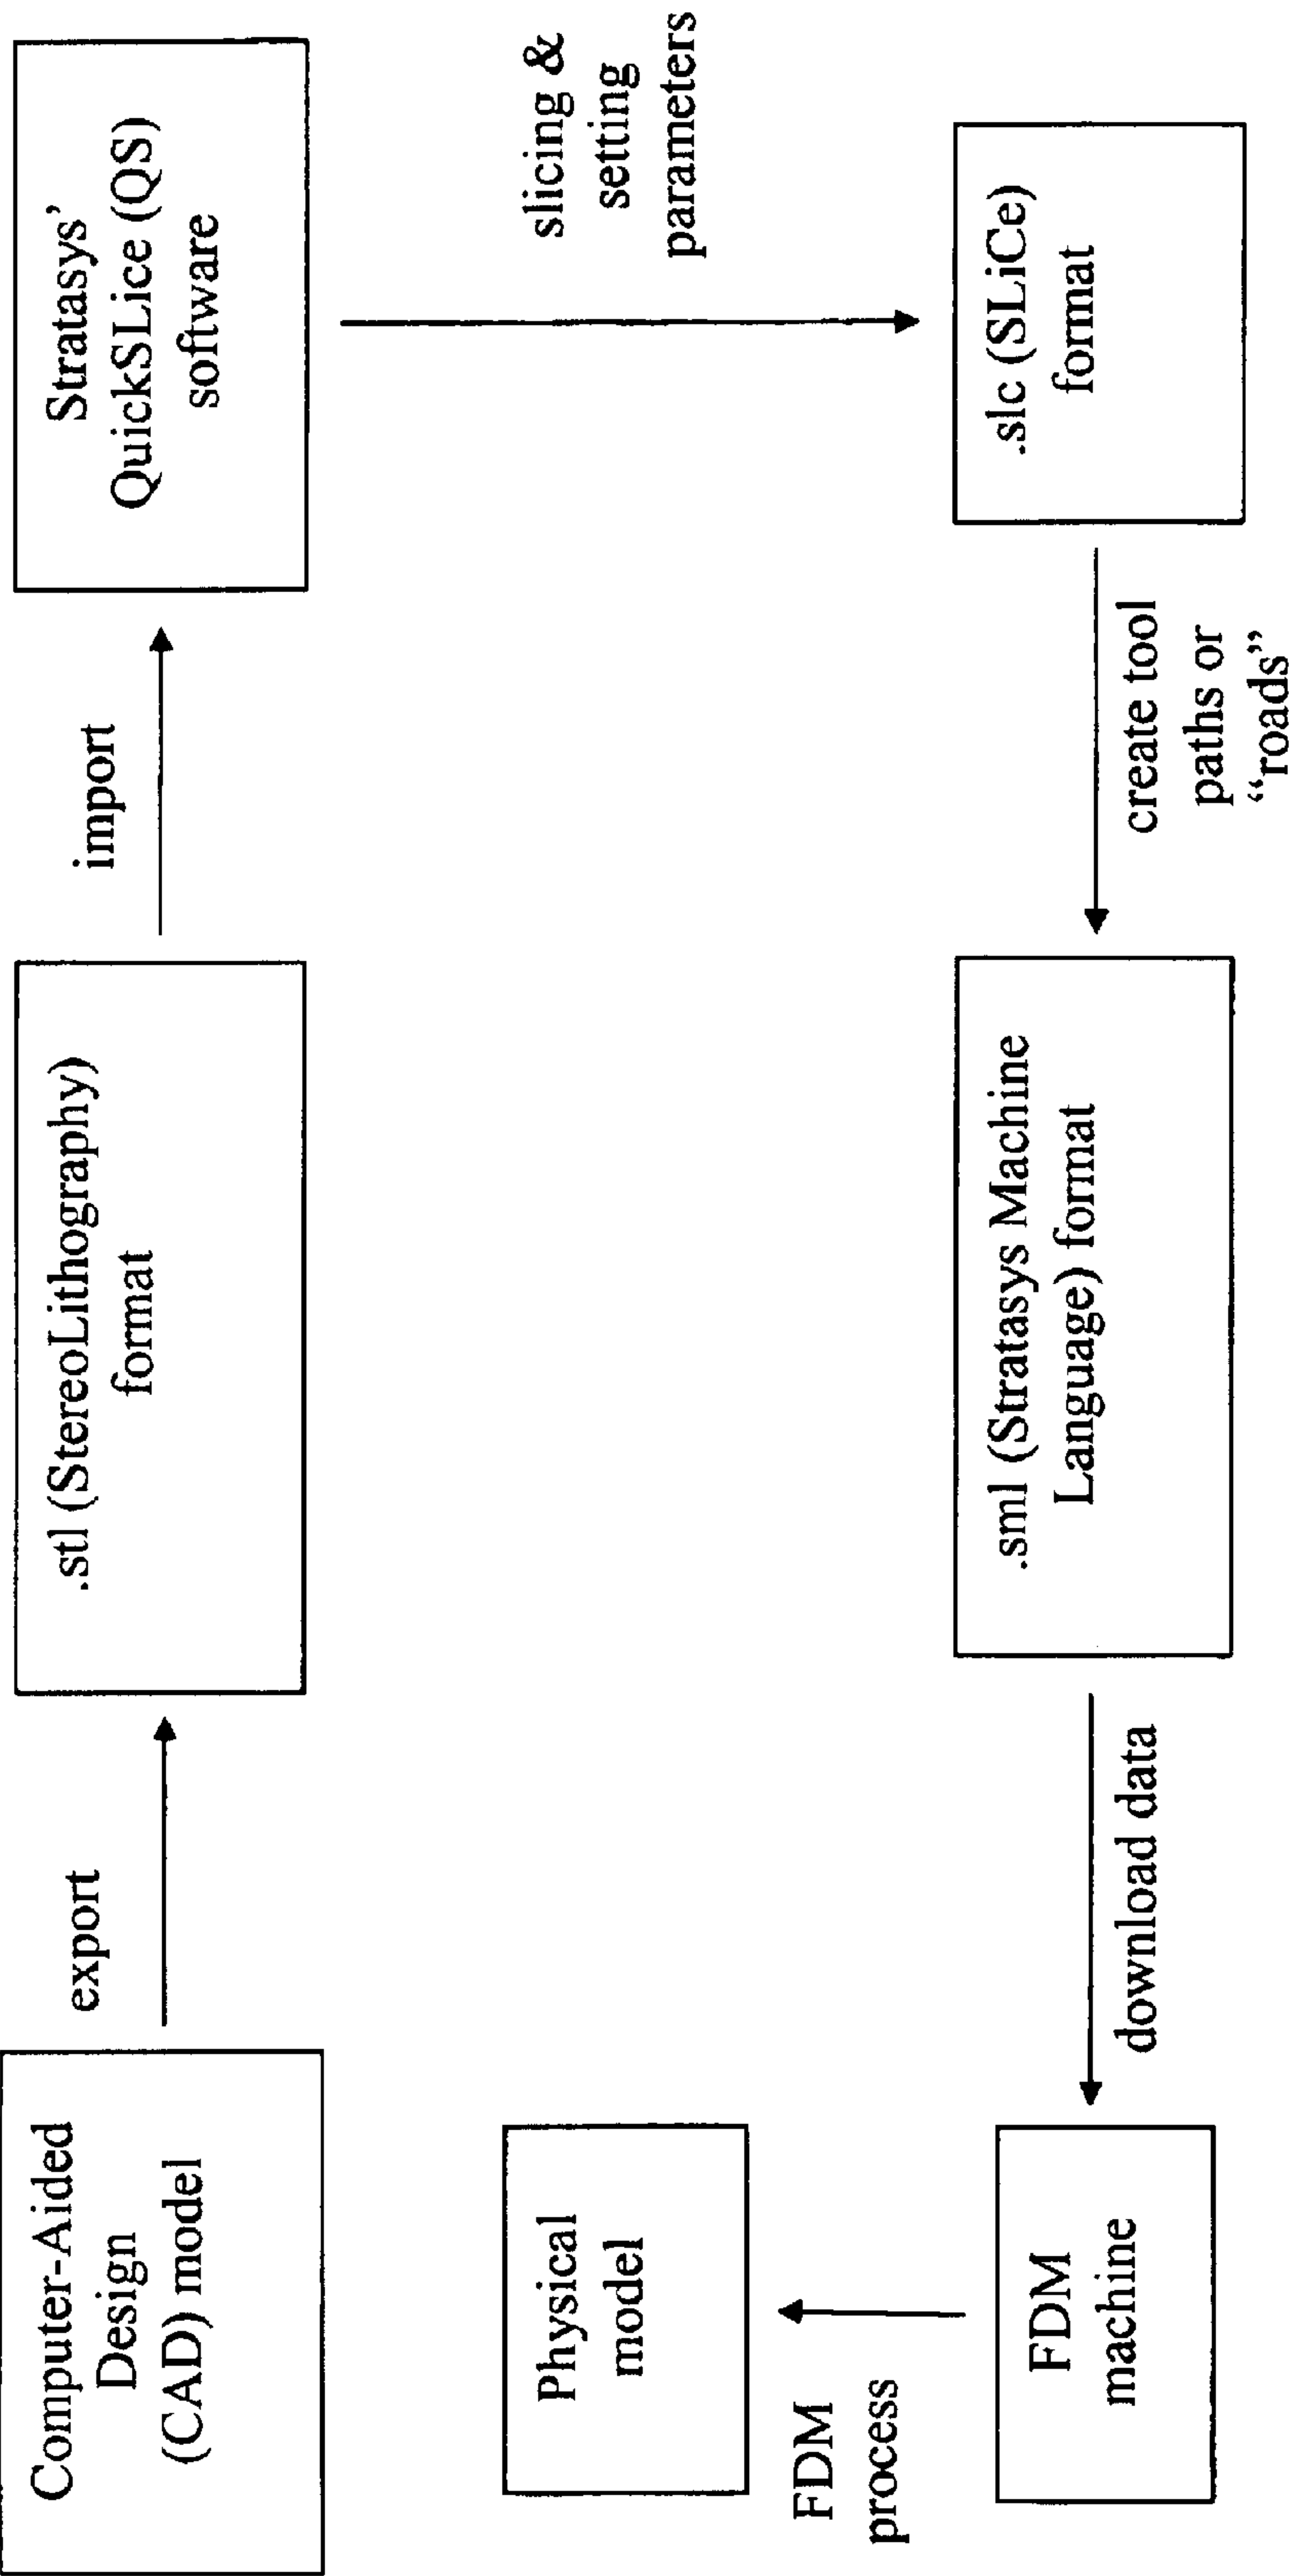 Computer-Aided
Design
(CAD) model
export
.stl (StereoLithography)
format
import
Stratasys’
QuickSLice (QS)
software
slicing &
setting
parameters
.slc (SLiCe)
format
create tool
paths or
“roads”
.sml (Stratasys Machine
Language) format
download data
FDM
machine
FDM
process
Physical
model